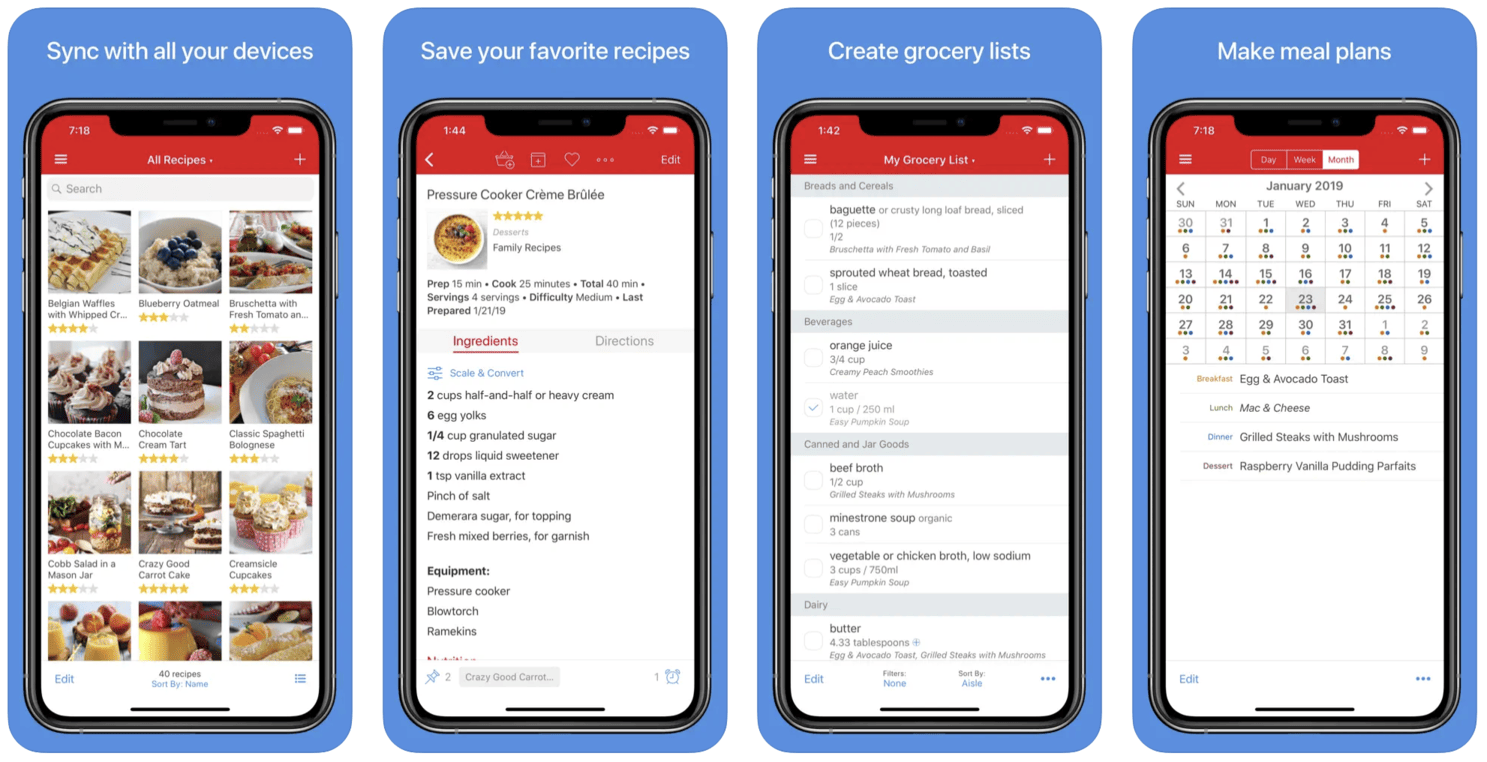 Sync with all your devices
7:18
All Recipes
Search
Belgian Waffles
with Whipped Cr...
Blueberry Oatmeal
Bruschetta with
Fresh Tomato an...
Chocolate Bacon
Cupcakes with M...
Chocolate
Cream Tart
Classic Spaghetti
Bolognese
Cobb Salad in a
Mason Jar
Crazy Good
Carrot Cake
Creamsicle
Cupcakes
Edit
40 recipes
Sort By: Name
Save your favorite recipes
1:44
Edit
Pressure Cooker Crème Brûlée
Desserts
Family Recipes
Prep 15 min • Cook 25 minutes • Total 40 min •
Servings 4 servings • Difficulty Medium • Last
Prepared 1/21/19
Ingredients
Directions
Scale & Convert
2 cups half-and-half or heavy cream
6 egg yolks
1/4 cup granulated sugar
12 drops liquid sweetener
1 tsp vanilla extract
Pinch of salt
Demerara sugar, for topping
Fresh mixed berries, for garnish
Equipment:
Pressure cooker
Blowtorch
Ramekins
2
Crazy Good Carrot...
1
Create grocery lists
1:42
My Grocery List
Breads and Cereals
baguette or crusty long loaf bread, sliced
(12 pieces)
1/2
Bruschetta with Fresh Tomato and Basil
sprouted wheat bread, toasted
1 slice
Egg & Avocado Toast
Beverages
orange juice
3/4 cup
Creamy Peach Smoothies
water
1 cup / 250 ml
Easy Pumpkin Soup
Canned and Jar Goods
beef broth
1/2 cup
Grilled Steaks with Mushrooms
minestrone soup organic
3 cans
vegetable or chicken broth, low sodium
3 cups / 750ml
Easy Pumpkin Soup
Dairy
butter
4.33 tablespoons
Egg & Avocado Toast, Grilled Steaks with Mushrooms
Edit
Filters:
None
Sort By:
Aisle
Make meal plans
7:18
Day Week Month
January 2019
SUN MON TUE WED THU FRI SAT
30 31 1 2 3 4 5
6 7 8 9 10 11 12
13 14 15 16 17 18 19
20 21 22 23 24 25 26
27 28 29 30 31 1 2
3 4 5 6 7 8 9
Breakfast Egg & Avocado Toast
Lunch Mac & Cheese
Dinner Grilled Steaks with Mushrooms
Dessert Raspberry Vanilla Pudding Parfaits
Edit